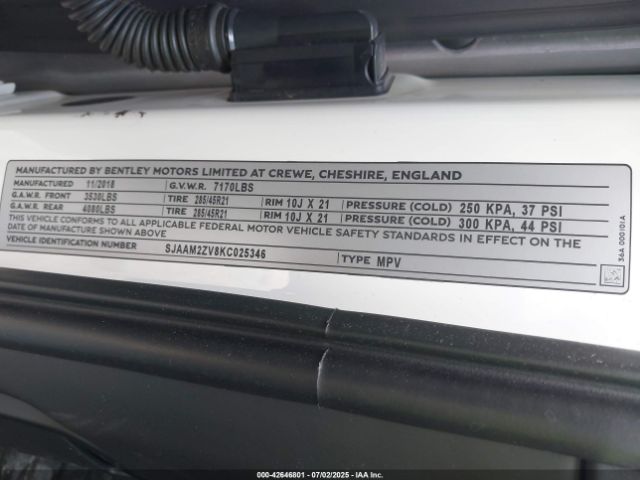 MANUFACTURED BY BENTLEY MOTORS LIMITED AT CREWE, CHESHIRE, ENGLAND
11/2018 G.V.W.R. 7170LBS
G.A.W.R. FRONT 3530LBS TIRE 285/45R21 RIM 10J X 21 PRESSURE (COLD) 250 KPA, 37 PSI
G.A.W.R. REAR 4080LBS TIRE 285/45R21 RIM 10J X 21 PRESSURE (COLD) 300 KPA, 44 PSI
THIS VEHICLE CONFORMS TO ALL APPLICABLE FEDERAL MOTOR VEHICLE SAFETY STANDARDS IN EFFECT ON THE
DATE OF MANUFACTURE SHOWN ABOVE
VEHICLE IDENTIFICATION NUMBER SJAAM2ZV8KC025346 TYPE MPV
36A 000101A
000-42646801 - 07/02/2025 - IAAI.com